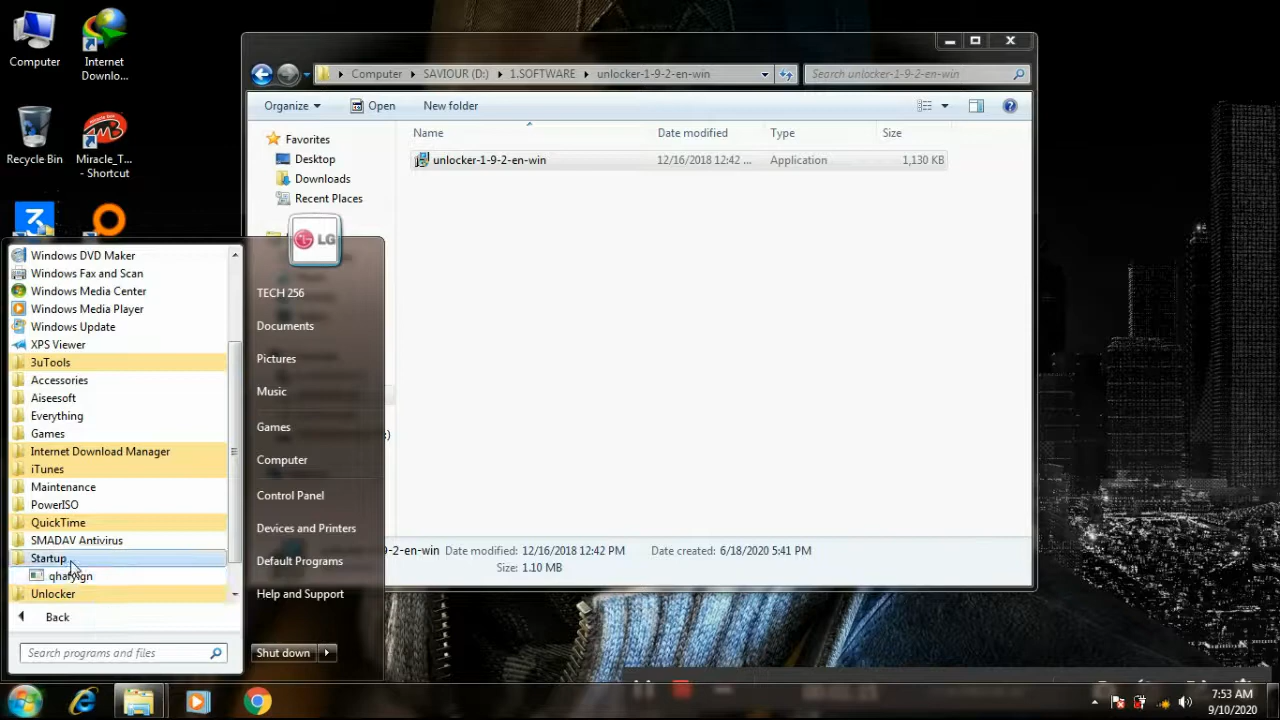 Computer
Internet
Downlo...
Recycle Bin
Miracle_T...
- Shortcut
Computer
SAVIOUR (D:)
1.SOFTWARE
unlocker-1-9-2-en-win
Search unlocker-1-9-2-en-win
Organize
Open
New folder
Favorites
Desktop
Downloads
Recent Places
Name
Date modified
Type
Size
unlocker-1-9-2-en-win
12/16/2018 12:42 ...
Application
1,130 KB
-9-2-en-win Date modified: 12/16/2018 12:42 PM
Date created: 6/18/2020 5:41 PM
Size: 1.10 MB
Windows DVD Maker
Windows Fax and Scan
Windows Media Center
Windows Media Player
Windows Update
XPS Viewer
3uTools
Accessories
Aiseesoft
Everything
Games
Internet Download Manager
iTunes
Maintenance
PowerISO
QuickTime
SMADAV Antivirus
Startup
Unlocker
Back
Search programs and files
LG
TECH 256
Documents
Pictures
Music
Games
Computer
Control Panel
Devices and Printers
Default Programs
Help and Support
Shut down
7:53 AM
9/10/2020